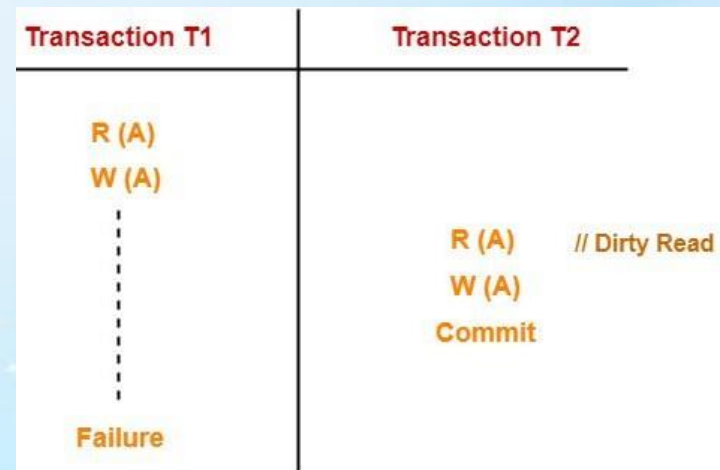 Transaction T1 Transaction T2
R (A)
W (A)
R (A) // Dirty Read
W (A)
Commit
Failure